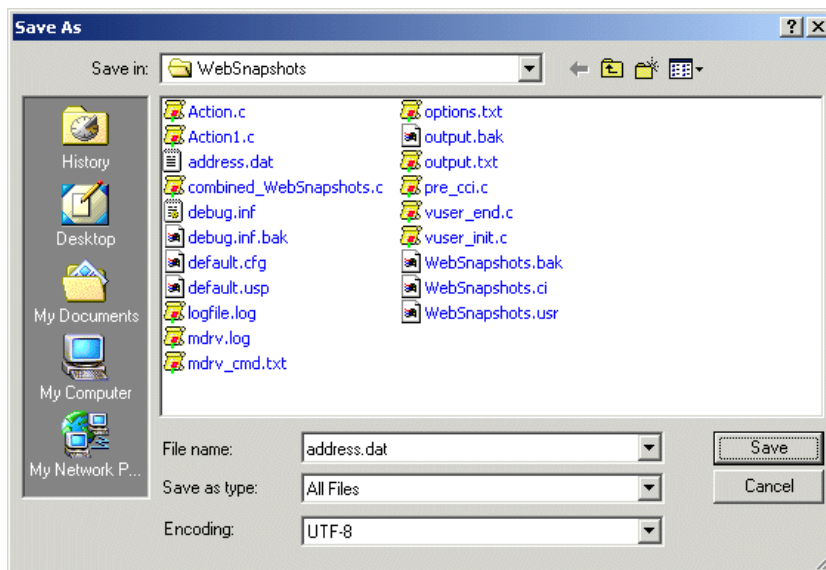 Save As
Save in: WebSnapshots
History
Desktop
My Documents
My Computer
My Network P...
Action.c
Action1.c
address.dat
combined_WebSnapshots.c
debug.inf
debug.inf.bak
default.cfg
default.usp
logfile.log
mdrv.log
mdrv_cmd.txt
options.txt
output.bak
output.txt
pre_cci.c
vuser_end.c
vuser_init.c
WebSnapshots.bak
WebSnapshots.ci
WebSnapshots.usr
File name: address.dat Save
Save as type: All Files Cancel
Encoding: UTF-8